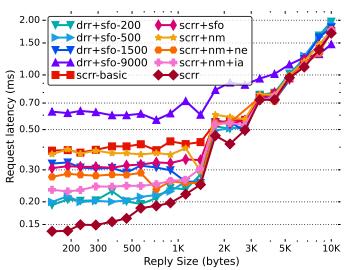 2.00
1.00
0.70
0.50
0.30
0.20
0.15
Request latency (ms)
drr+sfo-200
drr+sfo-500
drr+sfo-1500
drr+sfo-9000
scrr-basic
scrr+sfo
scrr+nm
scrr+nm+ne
scrr+nm+ia
scrr
200 300 500 1K 2K 3K 5K 10K
Reply Size (bytes)